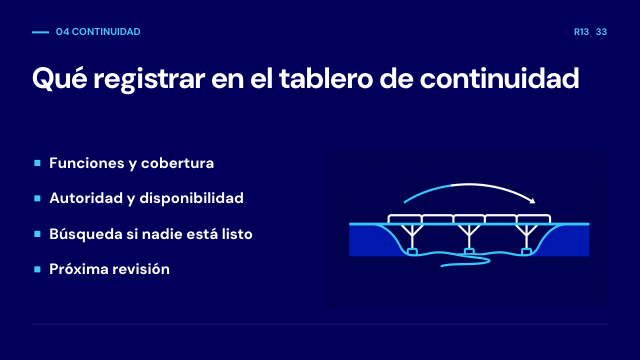 04 CONTINUIDAD
R13 33
Qué registrar en el tablero de continuidad
Funciones y cobertura
Autoridad y disponibilidad
Búsqueda si nadie está listo
Próxima revisión